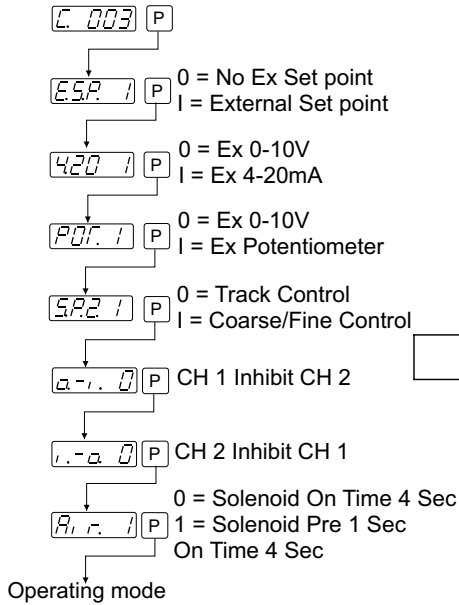 C. 003 P
E.S.P. 1 P 0 = No Ex Set point
I = External Set point
4.20 1 P 0 = Ex 0-10V
I = Ex 4-20mA
POT. 1 P 0 = Ex 0-10V
I = Ex Potentiometer
S.P.2. 1 P 0 = Track Control
I = Coarse/Fine Control
a.-i. 0 P CH 1 Inhibit CH 2
i.-a. 0 P CH 2 Inhibit CH 1
Ai r. 1 P 0 = Solenoid On Time 4 Sec
1 = Solenoid Pre 1 Sec
On Time 4 Sec
Operating mode